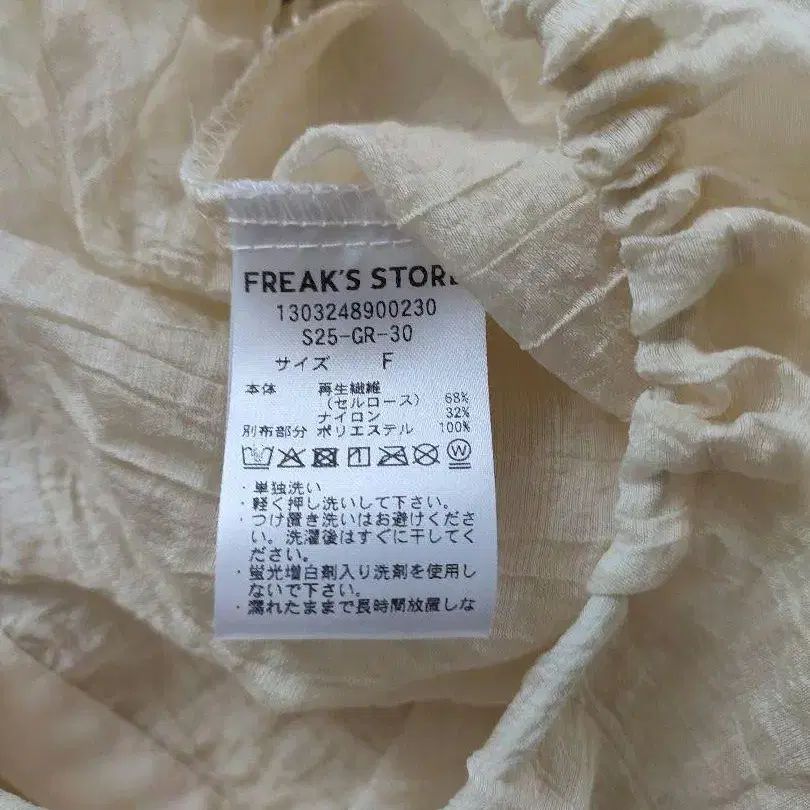 FREAK'S STORE
1303248900230
S25-GR-30
サイズ F
本体 再生繊維
(セルロース) 68%
ナイロン 32%
別布部分 ポリエステル 100%
・単独洗い
・軽く押し洗いして下さい。
・つけ置き洗いはお避けくださ
い。洗濯後はすぐに干してく
ださい。
・蛍光増白剤入り洗剤を使用し
ないで下さい。
・濡れたままで長時間放置しな